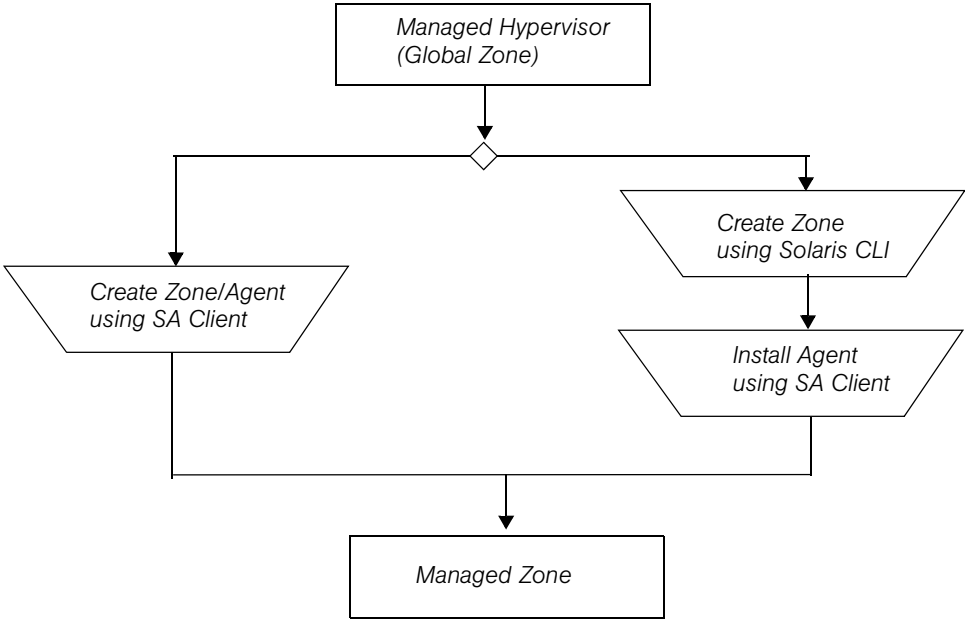 Managed Hypervisor
(Global Zone)
Create Zone
using Solaris CLI
Create Zone/Agent
using SA Client
Install Agent
using SA Client
Managed Zone